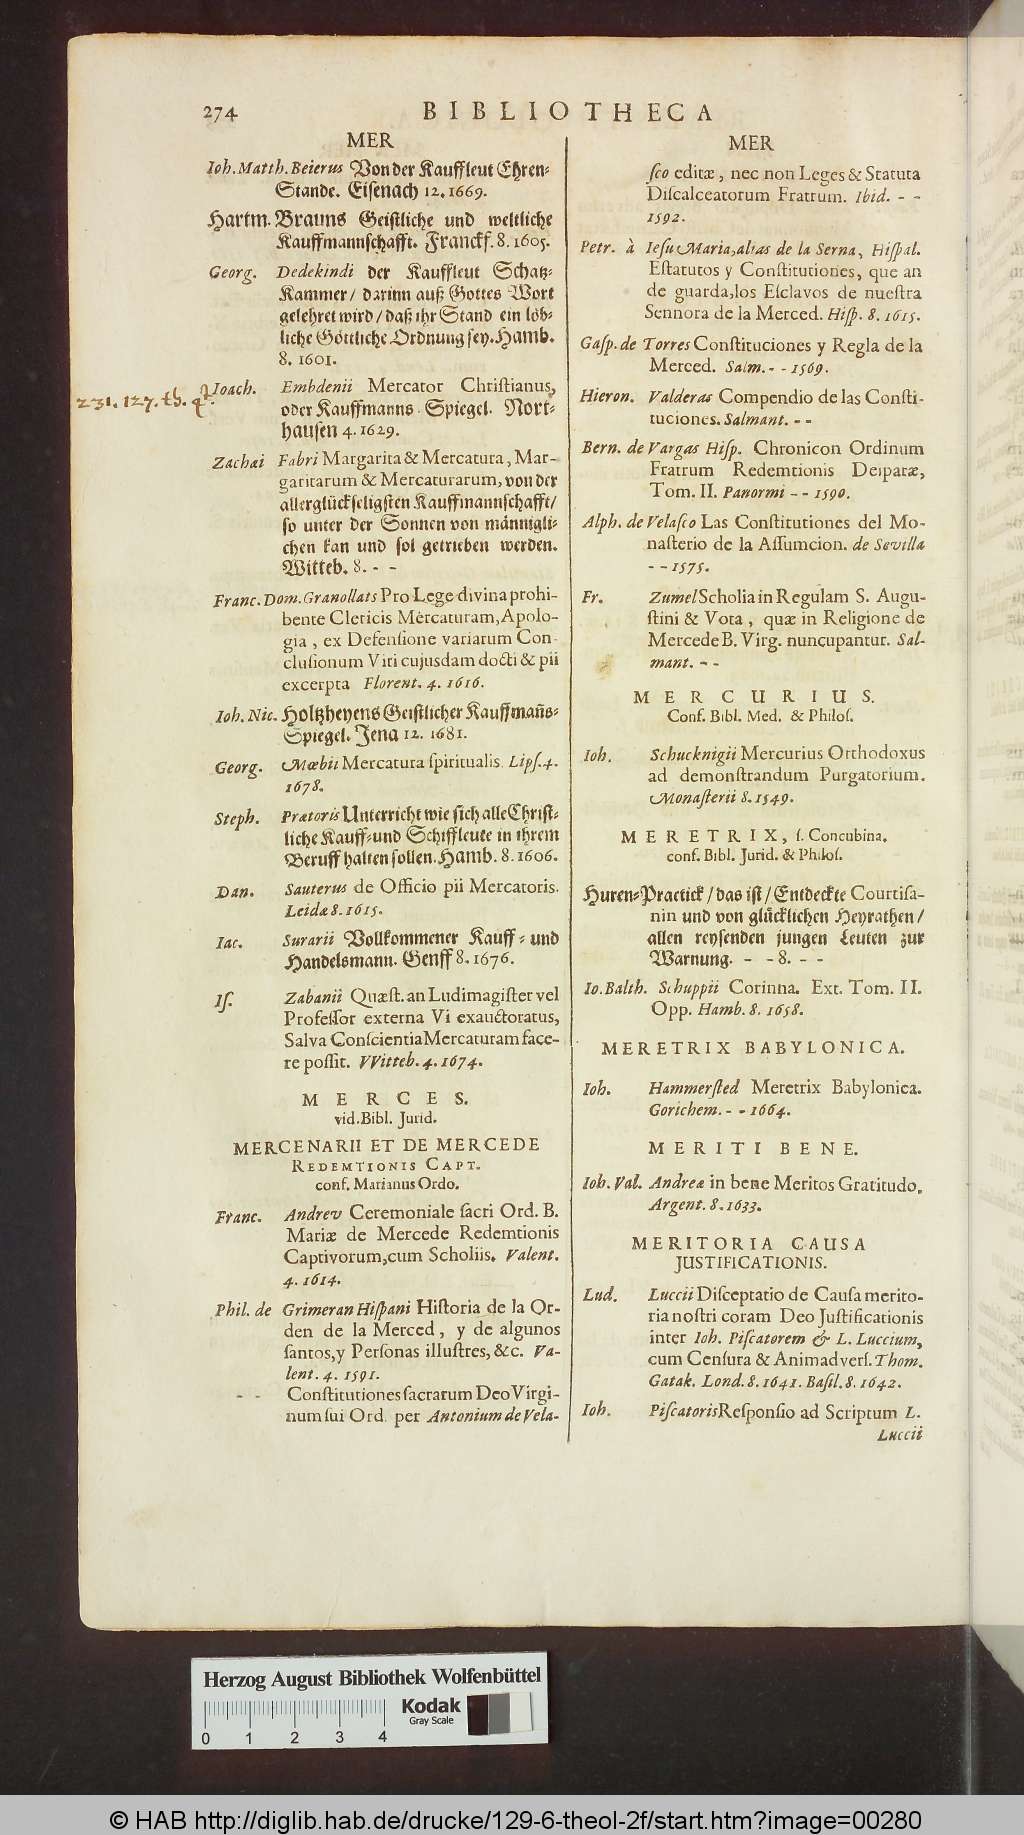 274 BIBLIOTHECA
MER
Ioh. Matth. Beierus Von der Kauffleut Ehren-
Stande. Eisenach 12. 1669.
Hartm. Brauns Geistliche und weltliche
Kauffmannschafft. Franckf. 8. 1605.
Georg. Dedekindi der Kauffleut Schatz-
Kammer / darinn auß Gottes Wort
gelehret wird / daß ihr Stand ein löb-
liche Göttliche Ordnung sey. Hamb.
8. 1601.
231. 127. th. 4
Ioach. Embdenii Mercator Christianus,
oder Kauffmanns Spiegel. Nort-
hausen 4. 1629.
Zachæi Fabri Margarita & Mercatura, Mar-
garitarum & Mercaturarum, von der
allerglückseligsten Kauffmannschafft/
so unter der Sonnen von männigli-
chen kan und sol getrieben werden.
Witteb. 8. - -
Franc. Dom. Granollats Pro Lege divina prohi-
bente Clericis Mercaturam, Apolo-
gia, ex Defensione variarum Con-
clusionum Viri cujusdam docti & pii
excerpta Florent. 4. 1616.
Ioh. Nic. Holtzheyens Geistlicher Kauffmañs-
Spiegel. Jena 12. 1681.
Georg. Mœbii Mercatura spiritualis. Lips. 4.
1678.
Steph. Prætoris Unterricht wie sich alle Christ-
liche Kauff- und Schiffleute in ihrem
Beruff halten sollen. Hamb. 8. 1606.
Dan. Sauterus de Officio pii Mercatoris.
Leidæ 8. 1615.
Iac. Surarii Vollkommener Kauff- und
Handelsmann. Genff 8. 1676.
Is. Zabanii Quæst. an Ludimagister vel
Professor externa Vi exauctoratus,
Salva Conscientia Mercaturam face-
re possit. VVitteb. 4. 1674.
MERCES.
vid. Bibl. Jurid.
MERCENARII ET DE MERCEDE
REDEMTIONIS CAPT.
conf. Marianus Ordo.
Franc. Andreu Ceremoniale sacri Ord. B.
Mariæ de Mercede Redemtionis
Captivorum, cum Scholiis. Valent.
4. 1614.
Phil. de Grimeran Hispani Historia de la Or-
den de la Merced, y de algunos
santos, y Personas illustres, &c. Va-
lent. 4. 1591.
- - Constitutiones sacrarum Deo Virgi-
num sui Ord. per Antonium de Vela-
MER
sco editæ, nec non Leges & Statuta
Discalceatorum Fratrum. Ibid. - -
1592.
Petr. à Iesu Maria, alias de la Serna, Hispal.
Estatutos y Constitutiones, que an
de guarda, los Esclavos de nuestra
Sennora de la Merced. Hisp. 8. 1615.
Gasp. de Torres Constituciones y Regla de la
Merced. Salm. - - 1569.
Hieron. Valderas Compendio de las Consti-
tuciones. Salmant. - -
Bern. de Vargas Hisp. Chronicon Ordinum
Fratrum Redemtionis Deiparæ,
Tom. II. Panormi - - 1590.
Alph. de Velasco Las Constitutiones del Mo-
nasterio de la Assumcion. de Sevilla
- - 1575.
Fr. Zumel Scholia in Regulam S. Augu-
stini & Vota, quæ in Religione de
Mercede B. Virg. nuncupantur. Sal-
mant. - -
MERCURIUS.
Conf. Bibl. Med. & Philos.
Ioh. Schucknigii Mercurius Orthodoxus
ad demonstrandum Purgatorium.
Monasterii 8. 1549.
MERETRIX, s. Concubina.
conf. Bibl. Jurid. & Philos.
Huren-Practick / das ist / Entdeckte Courtisa-
nin und von glücklichen Heyrathen /
allen reysenden jungen Leuten zur
Warnung. - - 8. - -
Io. Balth. Schuppii Corinna. Ext. Tom. II.
Opp. Hamb. 8. 1658.
MERETRIX BABYLONICA.
Ioh. Hammersted Meretrix Babylonica.
Gorichem. - - 1664.
MERITI BENE.
Ioh. Val. Andreæ in bene Meritos Gratitudo.
Argent. 8. 1633.
MERITORIA CAUSA
JUSTIFICATIONIS.
Lud. Luccii Disceptatio de Causa merito-
ria nostri coram Deo Justificationis
inter Ioh. Piscatorem & L. Luccium,
cum Censura & Animadvers. Thom.
Gatak. Lond. 8. 1641. Basil. 8. 1642.
Ioh. Piscatoris Responsio ad Scriptum L.
Luccii
Herzog August Bibliothek Wolfenbüttel
Kodak
Gray Scale
0 1 2 3 4
© HAB http://diglib.hab.de/drucke/129-6-theol-2f/start.htm?image=00280